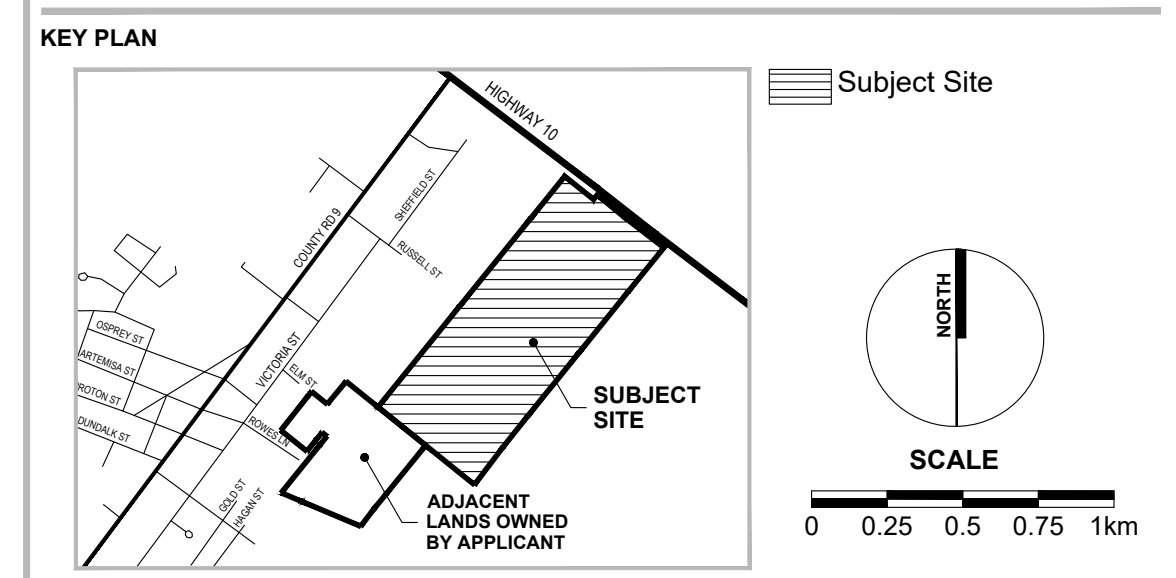 KEY PLAN
HIGHWAY 10
Subject Site
SHEFFIELD ST
COUNTY RD 9
RUSSELL ST
NORTH
OSPREY ST
VICTORIA ST
ARTEMISA ST
ELM ST
SUBJECT
SITE
ROTON ST
ROWES LN
DUNDALK ST
SCALE
GOLD ST
HAGAN ST
ADJACENT
LANDS OWNED
BY APPLICANT
0 0.25 0.5 0.75 1km